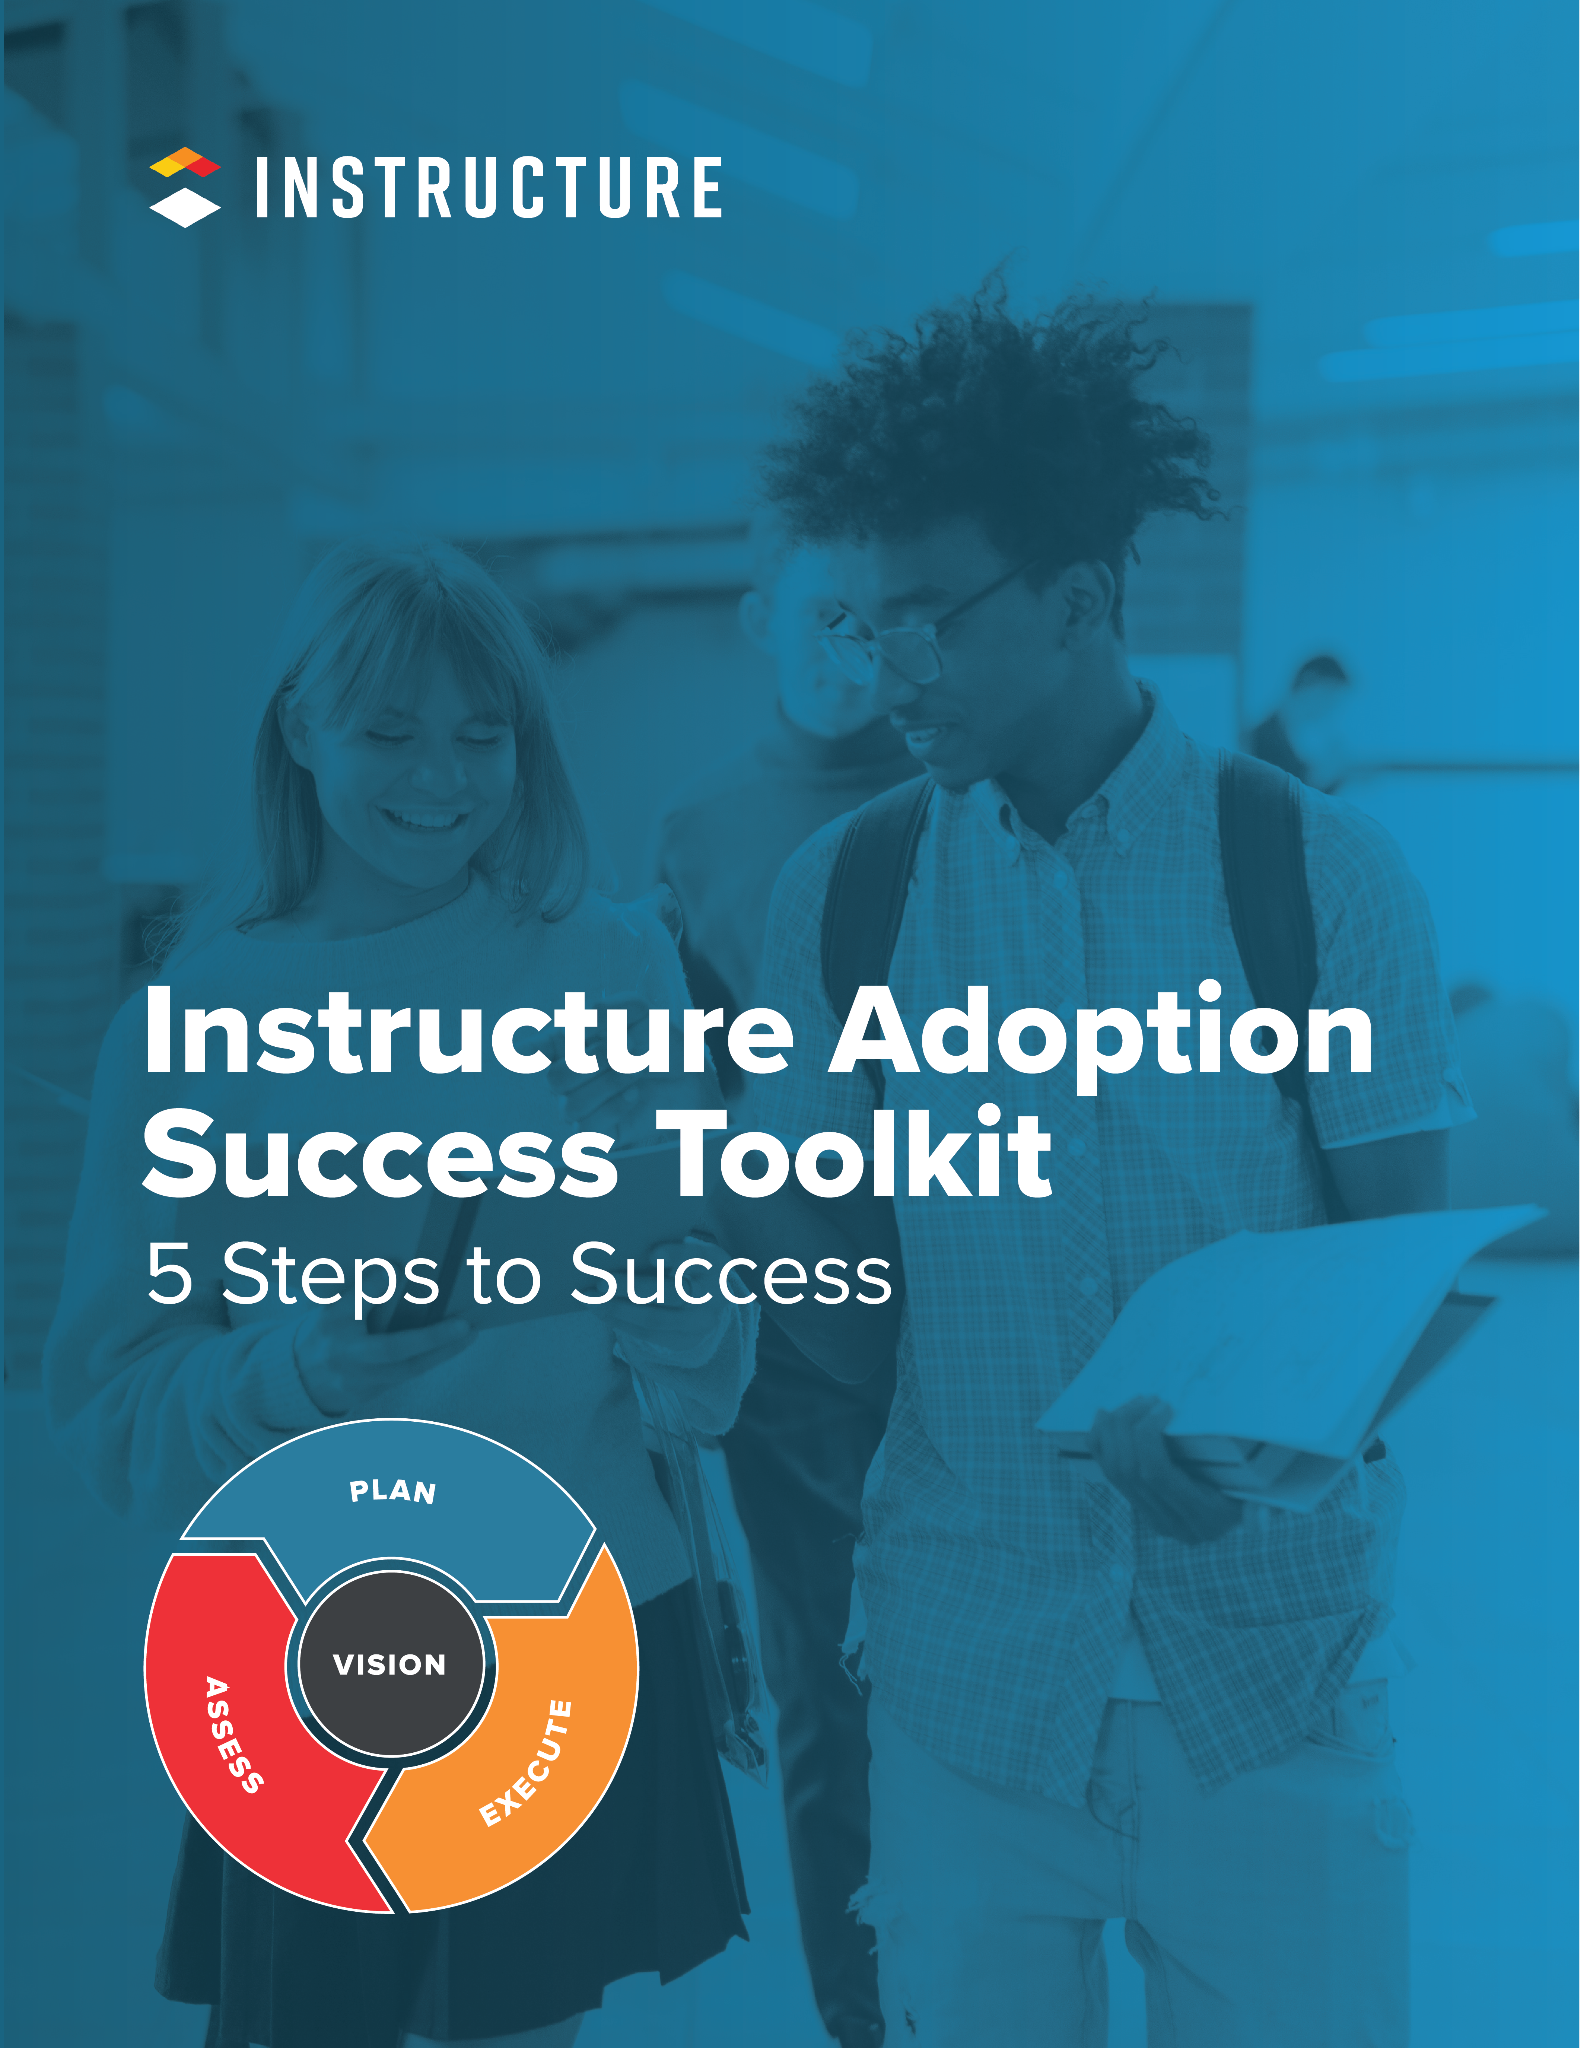 INSTRUCTURE
Instructure Adoption
Success Toolkit
5 Steps to Success
PLAN
VISION
ASSESS
EXECUTE